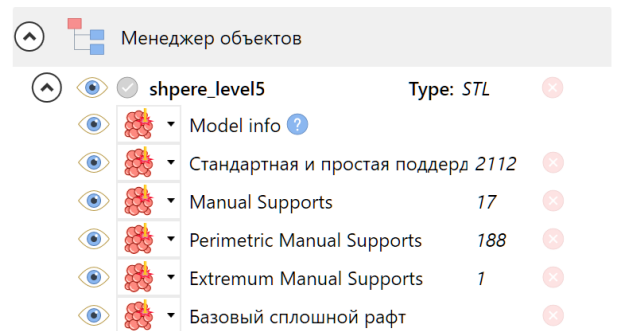 Менеджер объектов
shpere_level5 Type: STL
Model info ?
Стандартная и простая поддерд 2112
Manual Supports 17
Perimetric Manual Supports 188
Extremum Manual Supports 1
Базовый сплошной рафт